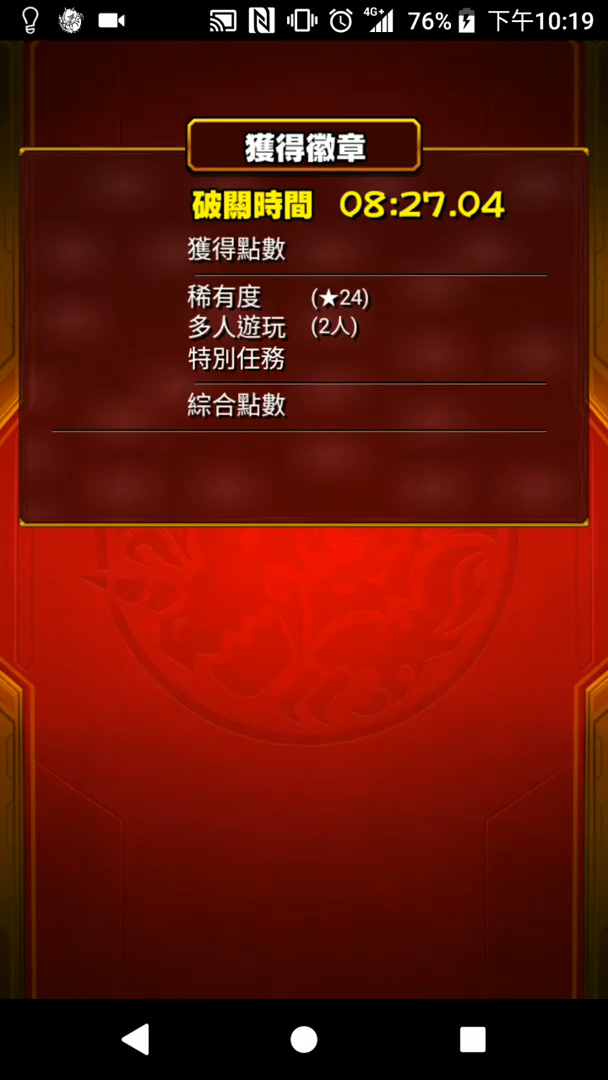 4G+ 76% 下午10:19
獲得徽章
破關時間 08:27.04
獲得點數
稀有度 (★24)
多人遊玩 (2人)
特別任務
綜合點數